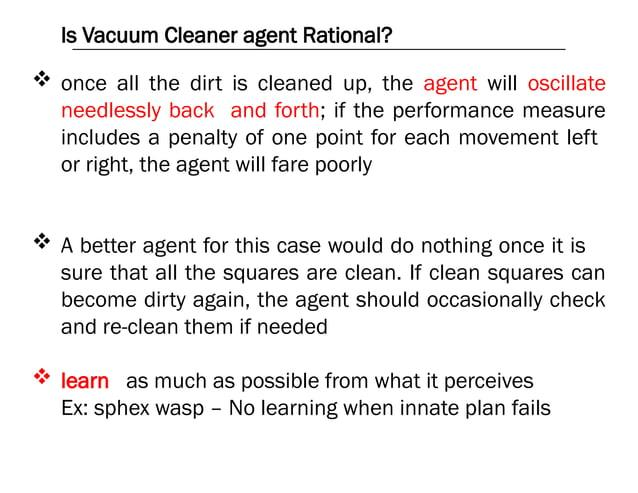 Is Vacuum Cleaner agent Rational?
❖ once all the dirt is cleaned up, the agent will oscillate
needlessly back and forth; if the performance measure
includes a penalty of one point for each movement left
or right, the agent will fare poorly
❖ A better agent for this case would do nothing once it is
sure that all the squares are clean. If clean squares can
become dirty again, the agent should occasionally check
and re-clean them if needed
❖ learn as much as possible from what it perceives
Ex: sphex wasp – No learning when innate plan fails